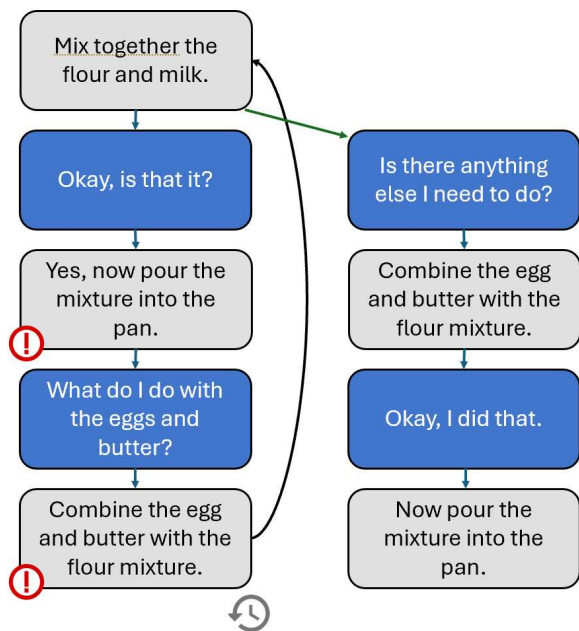 Mix together the
flour and milk.
Okay, is that it?
Yes, now pour the
mixture into the
pan.
What do I do with
the eggs and
butter?
Combine the egg
and butter with the
flour mixture.
Is there anything
else I need to do?
Combine the egg
and butter with the
flour mixture.
Okay, I did that.
Now pour the
mixture into the
pan.